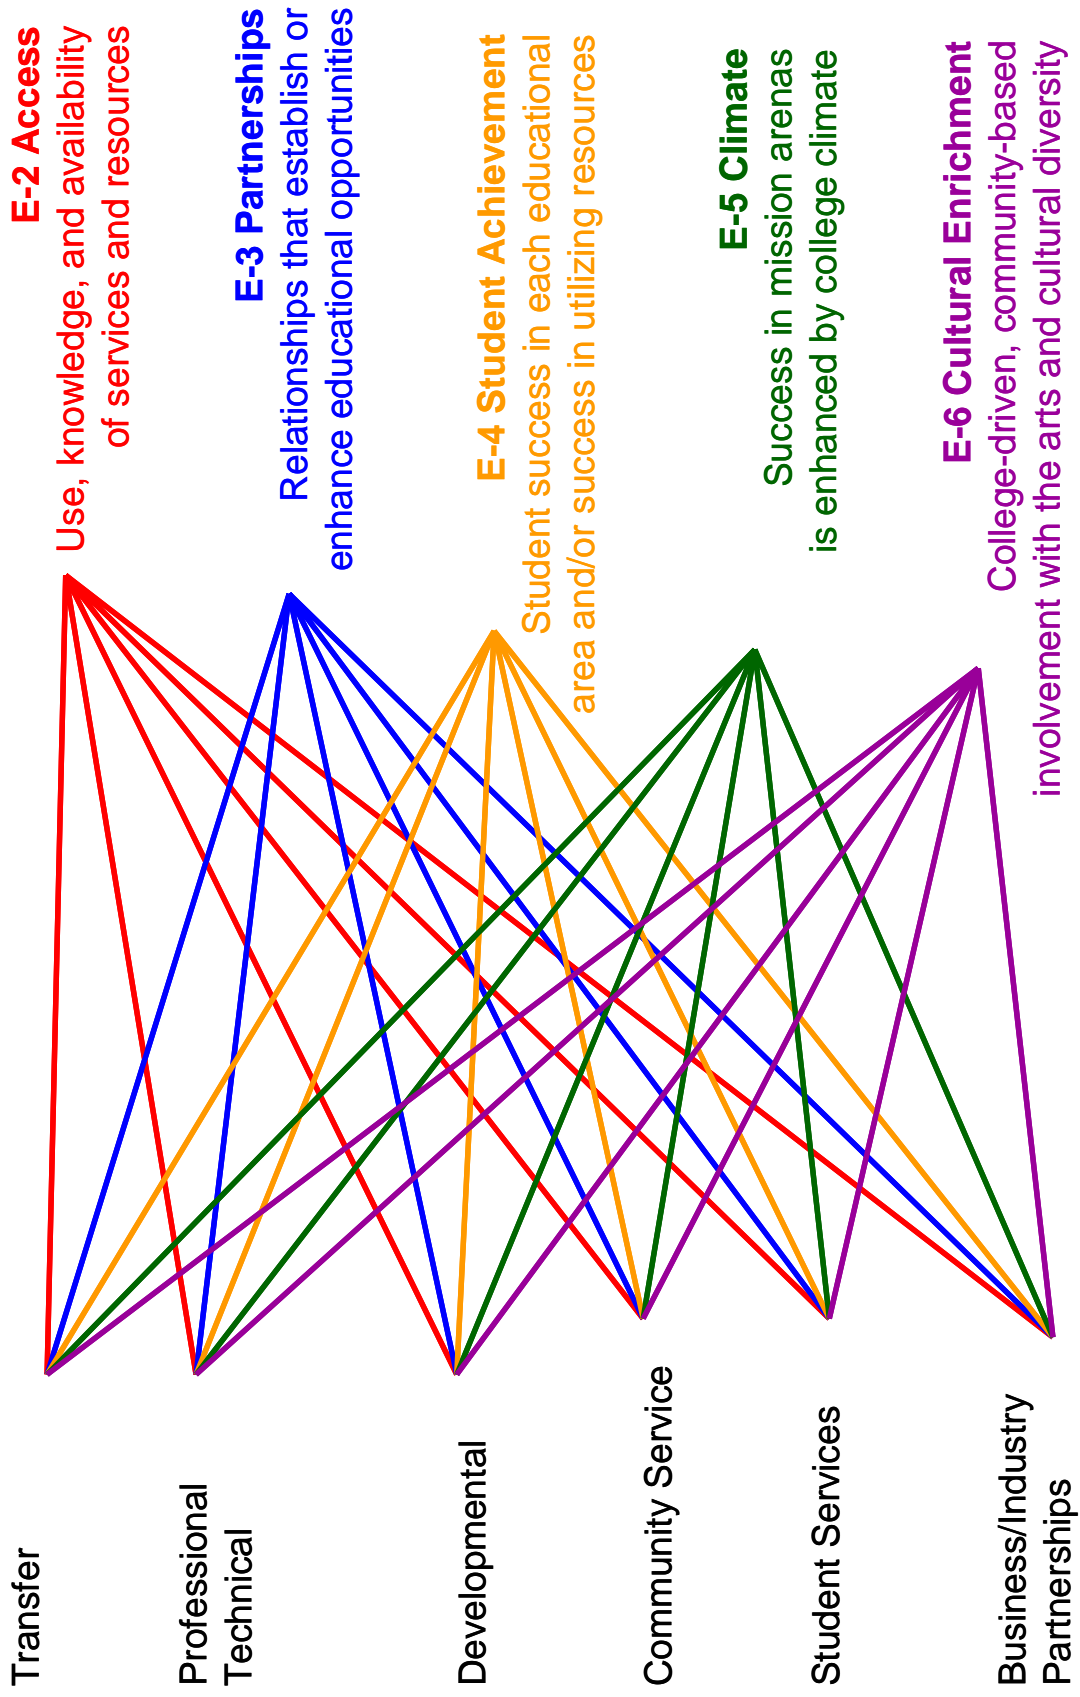 Transfer
Professional
Technical
Developmental
Community Service
Student Services
Business/Industry
Partnerships
E-2 Access
Use, knowledge, and availability
of services and resources
E-3 Partnerships
Relationships that establish or
enhance educational opportunities
E-4 Student Achievement
Student success in each educational
area and/or success in utilizing resources
E-5 Climate
Success in mission arenas
is enhanced by college climate
E-6 Cultural Enrichment
College-driven, community-based
involvement with the arts and cultural diversity